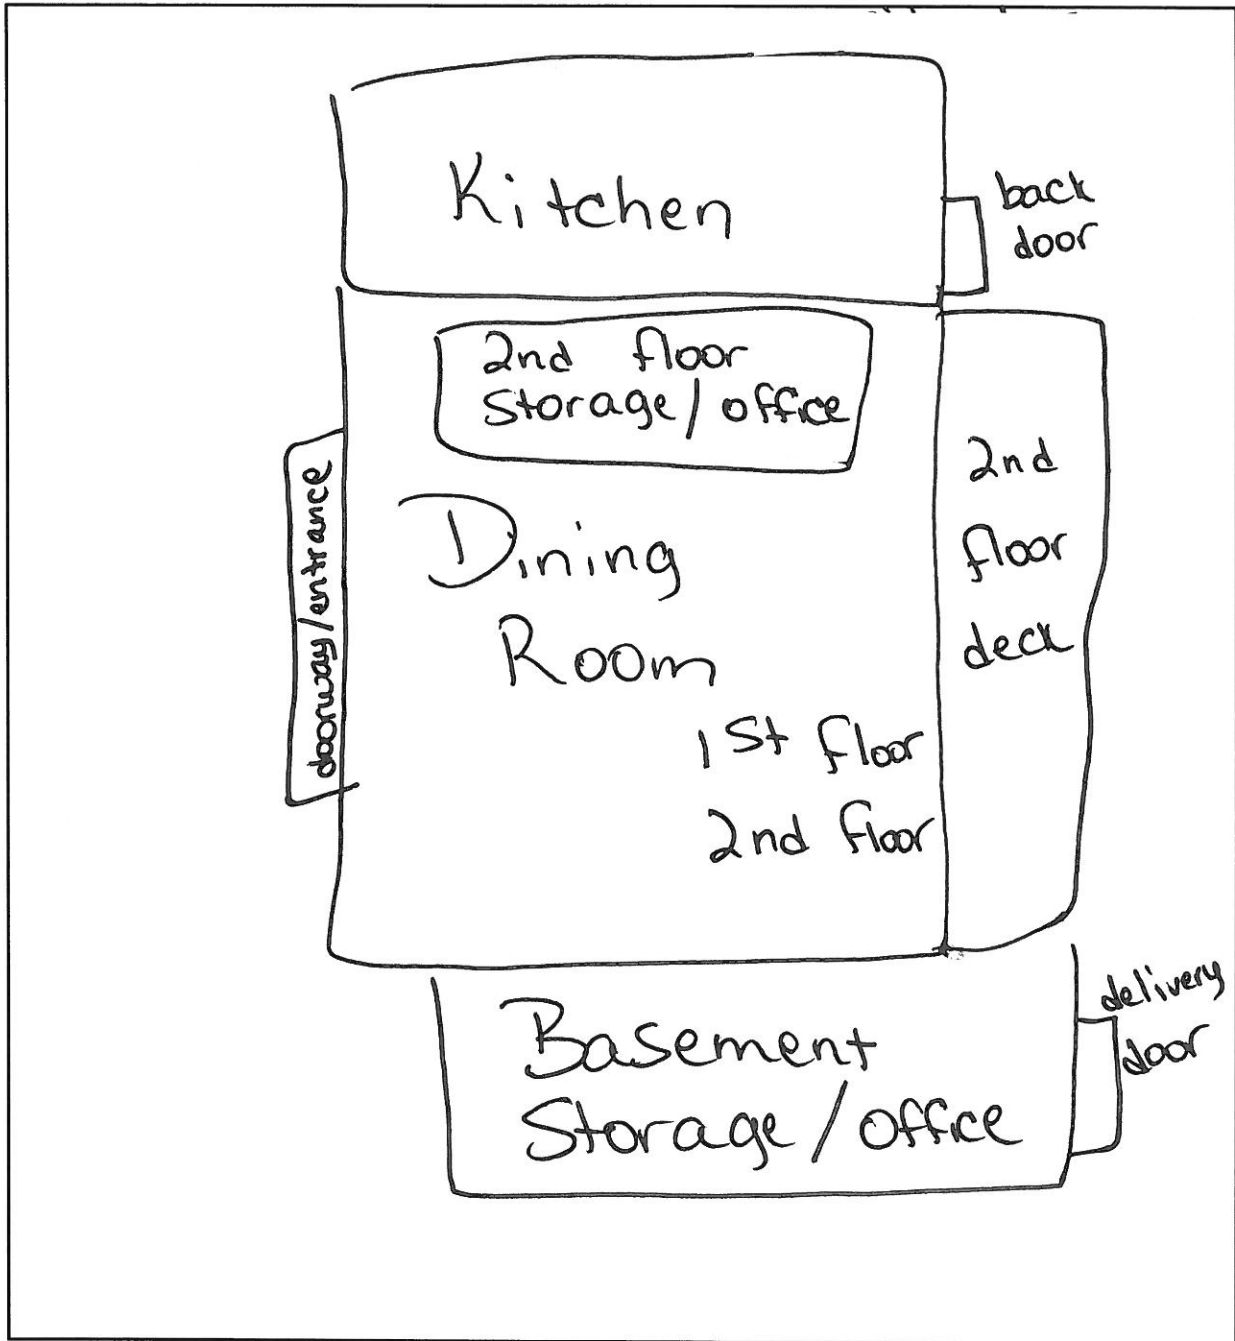 Kitchen
back
door
2nd floor
Storage/office
doorway/entrance
Dining
Room
1st floor
2nd floor
2nd
floor
deck
delivery
door
Basement
Storage/office